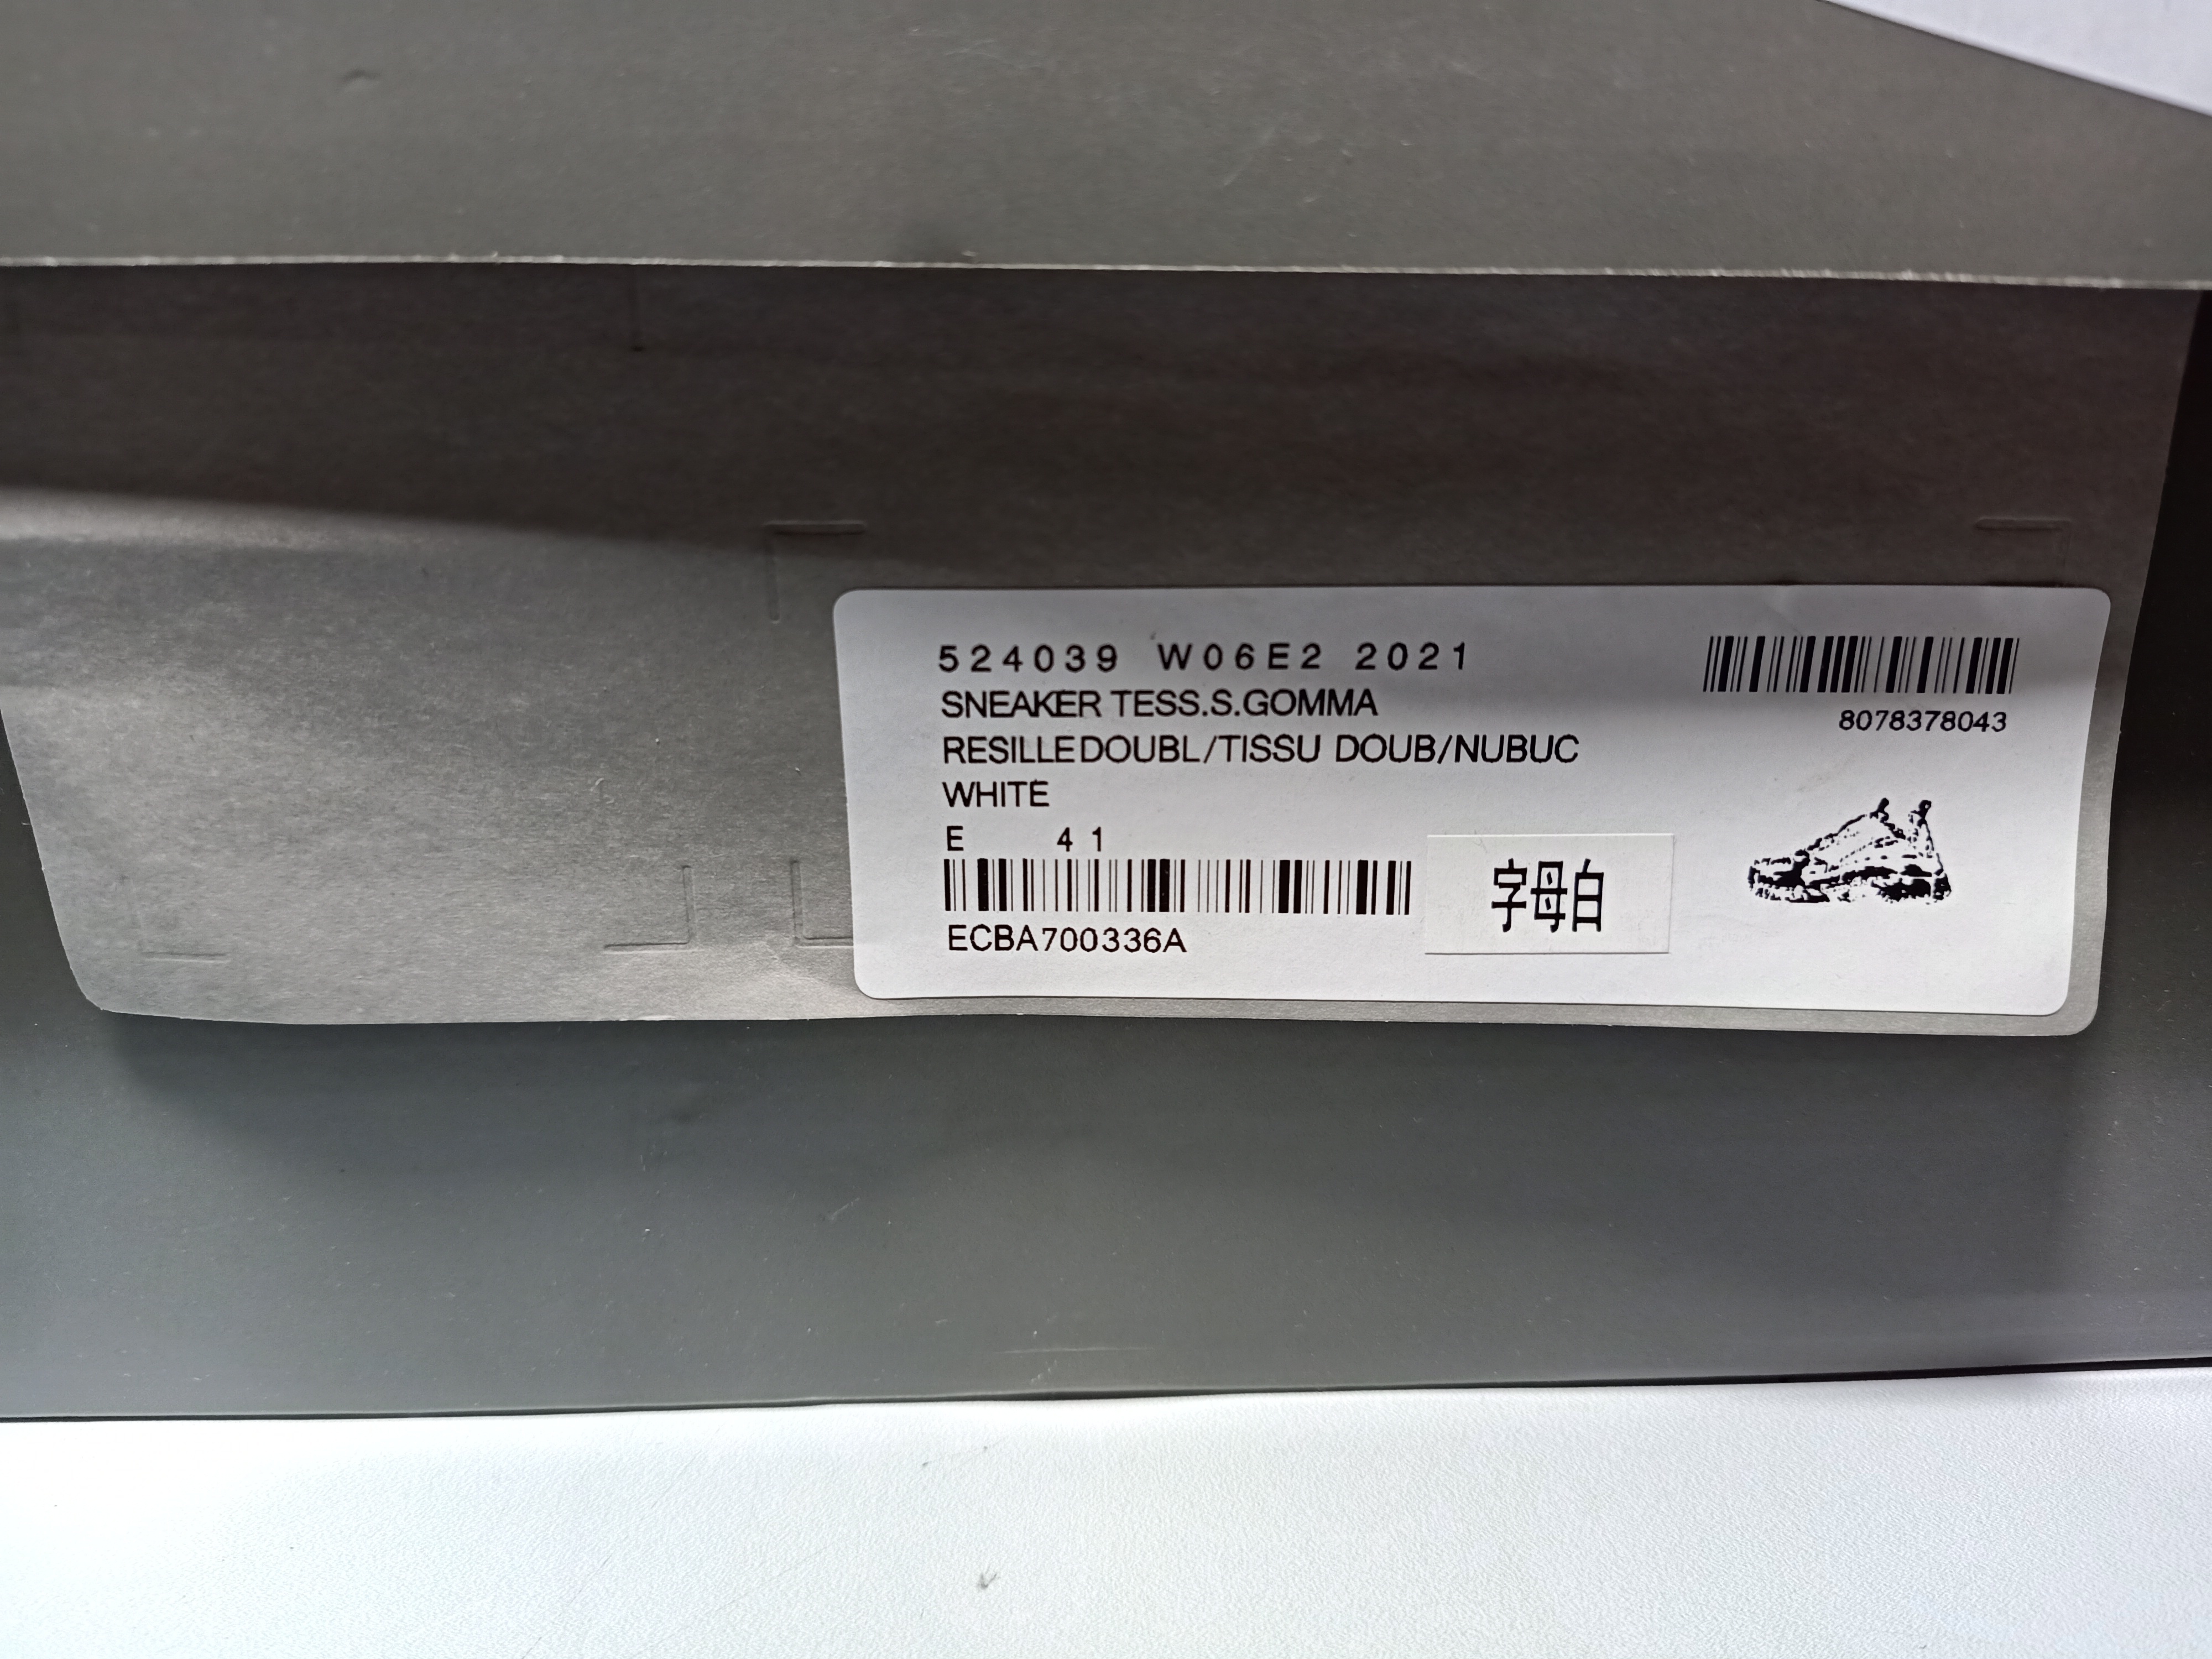 524039 W06E2 2021
8078378043
SNEAKER TESS.S.GOMMA
RESILLEDOUBL/TISSU DOUB/NUBUC
WHITE
E 41
字母白
ECBA700336A